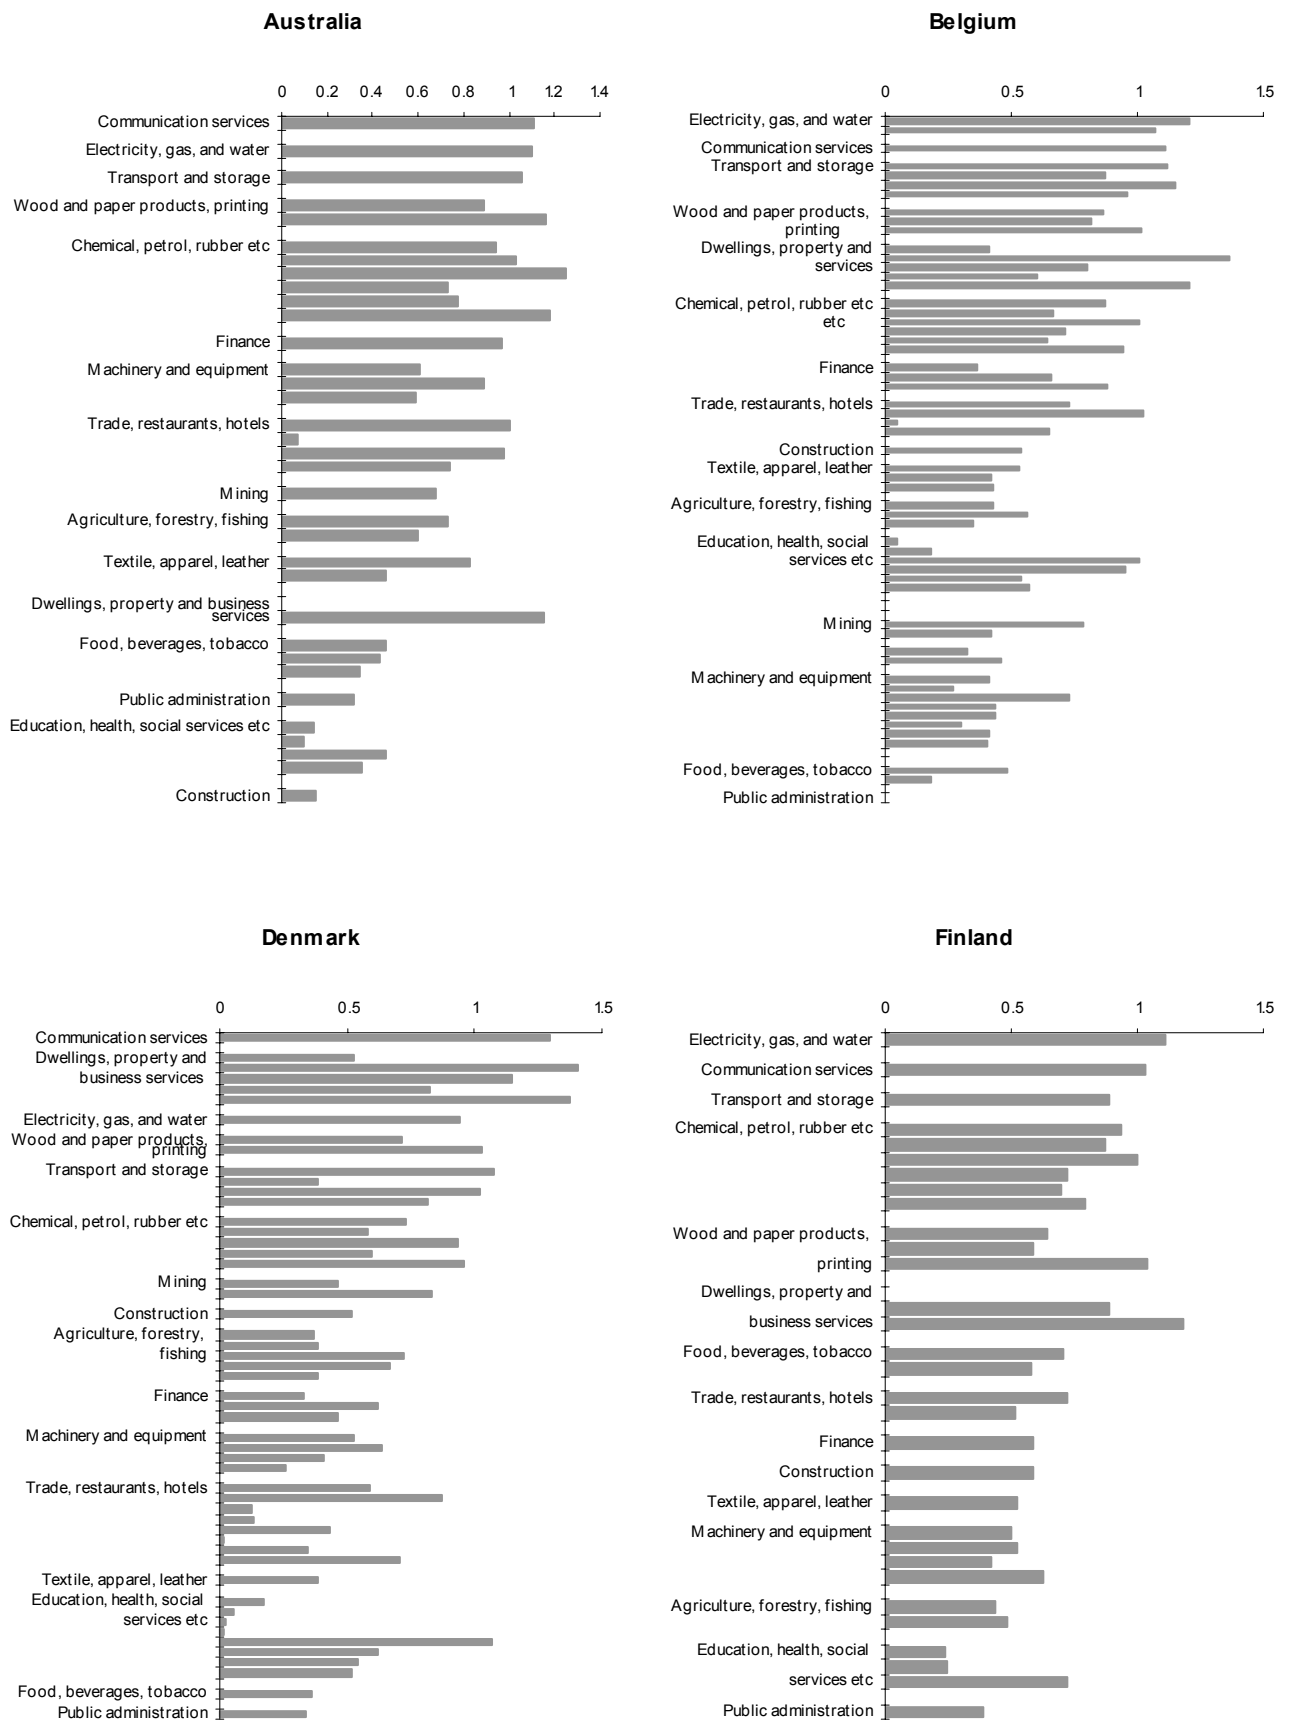 Australia
0 0.2 0.4 0.6 0.8 1 1.2 1.4
Communication services
Electricity, gas, and water
Transport and storage
Wood and paper products, printing
Chemical, petrol, rubber etc
Finance
Machinery and equipment
Trade, restaurants, hotels
Mining
Agriculture, forestry, fishing
Textile, apparel, leather
Dwellings, property and business
services
Food, beverages, tobacco
Public administration
Education, health, social services etc
Construction
Belgium
0 0.5 1 1.5
Electricity, gas, and water
Communication services
Transport and storage
Wood and paper products,
printing
Dwellings, property and
services
Chemical, petrol, rubber etc
etc
Finance
Trade, restaurants, hotels
Construction
Textile, apparel, leather
Agriculture, forestry, fishing
Education, health, social
services etc
Mining
Machinery and equipment
Food, beverages, tobacco
Public administration
Denmark
0 0.5 1 1.5
Communication services
Dwellings, property and
business services
Electricity, gas, and water
Wood and paper products,
printing
Transport and storage
Chemical, petrol, rubber etc
Mining
Construction
Agriculture, forestry,
fishing
Finance
Machinery and equipment
Trade, restaurants, hotels
Textile, apparel, leather
Education, health, social
services etc
Food, beverages, tobacco
Public administration
Finland
0 0.5 1 1.5
Electricity, gas, and water
Communication services
Transport and storage
Chemical, petrol, rubber etc
Wood and paper products,
printing
Dwellings, property and
business services
Food, beverages, tobacco
Trade, restaurants, hotels
Finance
Construction
Textile, apparel, leather
Machinery and equipment
Agriculture, forestry, fishing
Education, health, social
services etc
Public administration